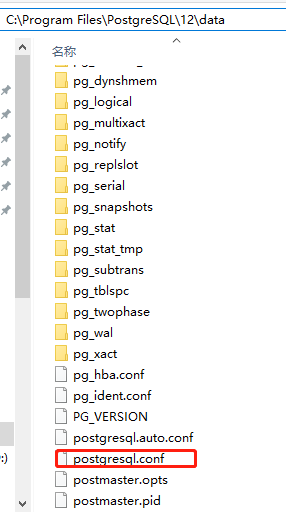 C:\Program Files\PostgreSQL\12\data
名称
pg_dynshmem
pg_logical
pg_multixact
pg_notify
pg_replslot
pg_serial
pg_snapshots
pg_stat
pg_stat_tmp
pg_subtrans
pg_tblspc
pg_twophase
pg_wal
pg_xact
pg_hba.conf
pg_ident.conf
PG_VERSION
postgresql.auto.conf
postgresql.conf
postmaster.opts
postmaster.pid